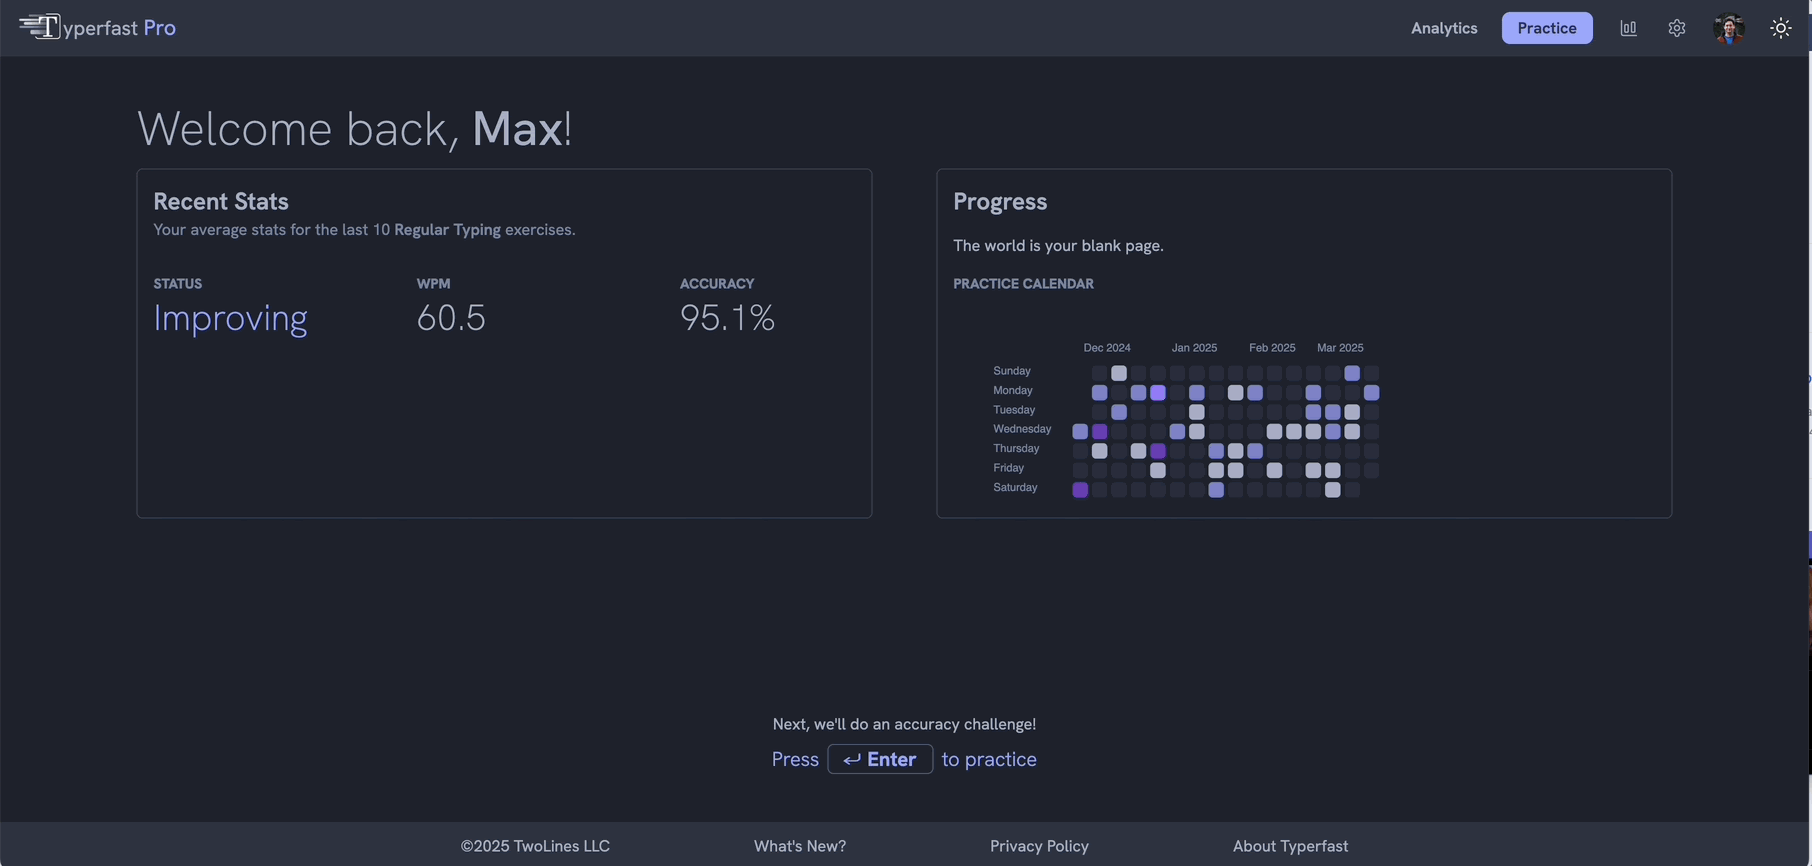 Typerfast Pro
Analytics
Practice
Welcome back, Max!
Recent Stats
Your average stats for the last 10 Regular Typing exercises.
STATUS
WPM
ACCURACY
Improving
60.5
95.1%
Progress
The world is your blank page.
PRACTICE CALENDAR
Dec 2024
Jan 2025
Feb 2025
Mar 2025
Sunday
Monday
Tuesday
Wednesday
Thursday
Friday
Saturday
Next, we'll do an accuracy challenge!
Press ↵ Enter to practice
©2025 TwoLines LLC
What's New?
Privacy Policy
About Typerfast